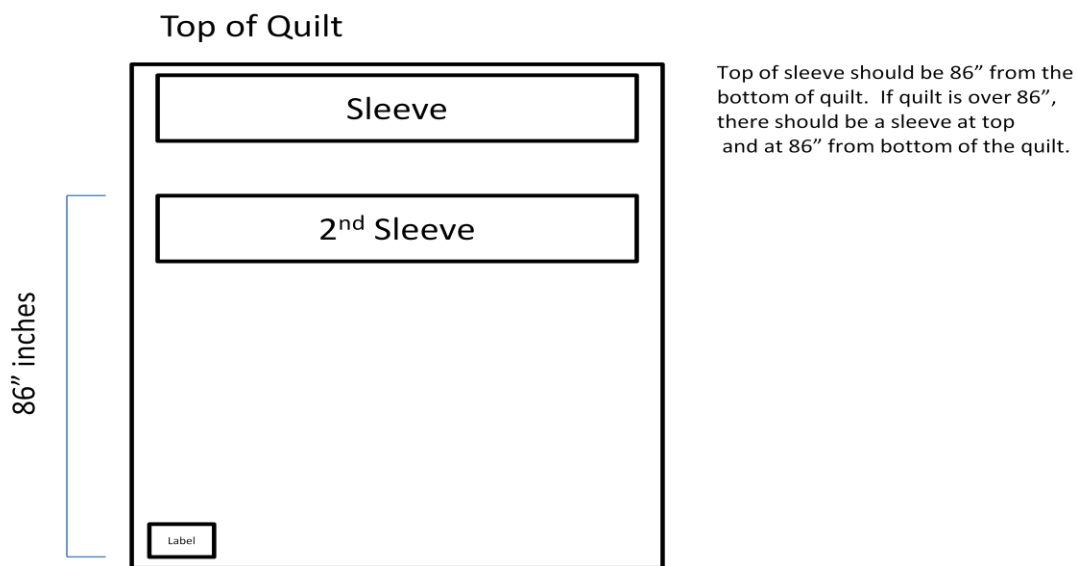 Top of Quilt
Sleeve
Top of sleeve should be 86” from the
bottom of quilt.  If quilt is over 86”,
there should be a sleeve at top
and at 86” from bottom of the quilt.
2nd Sleeve
86” inches
Label